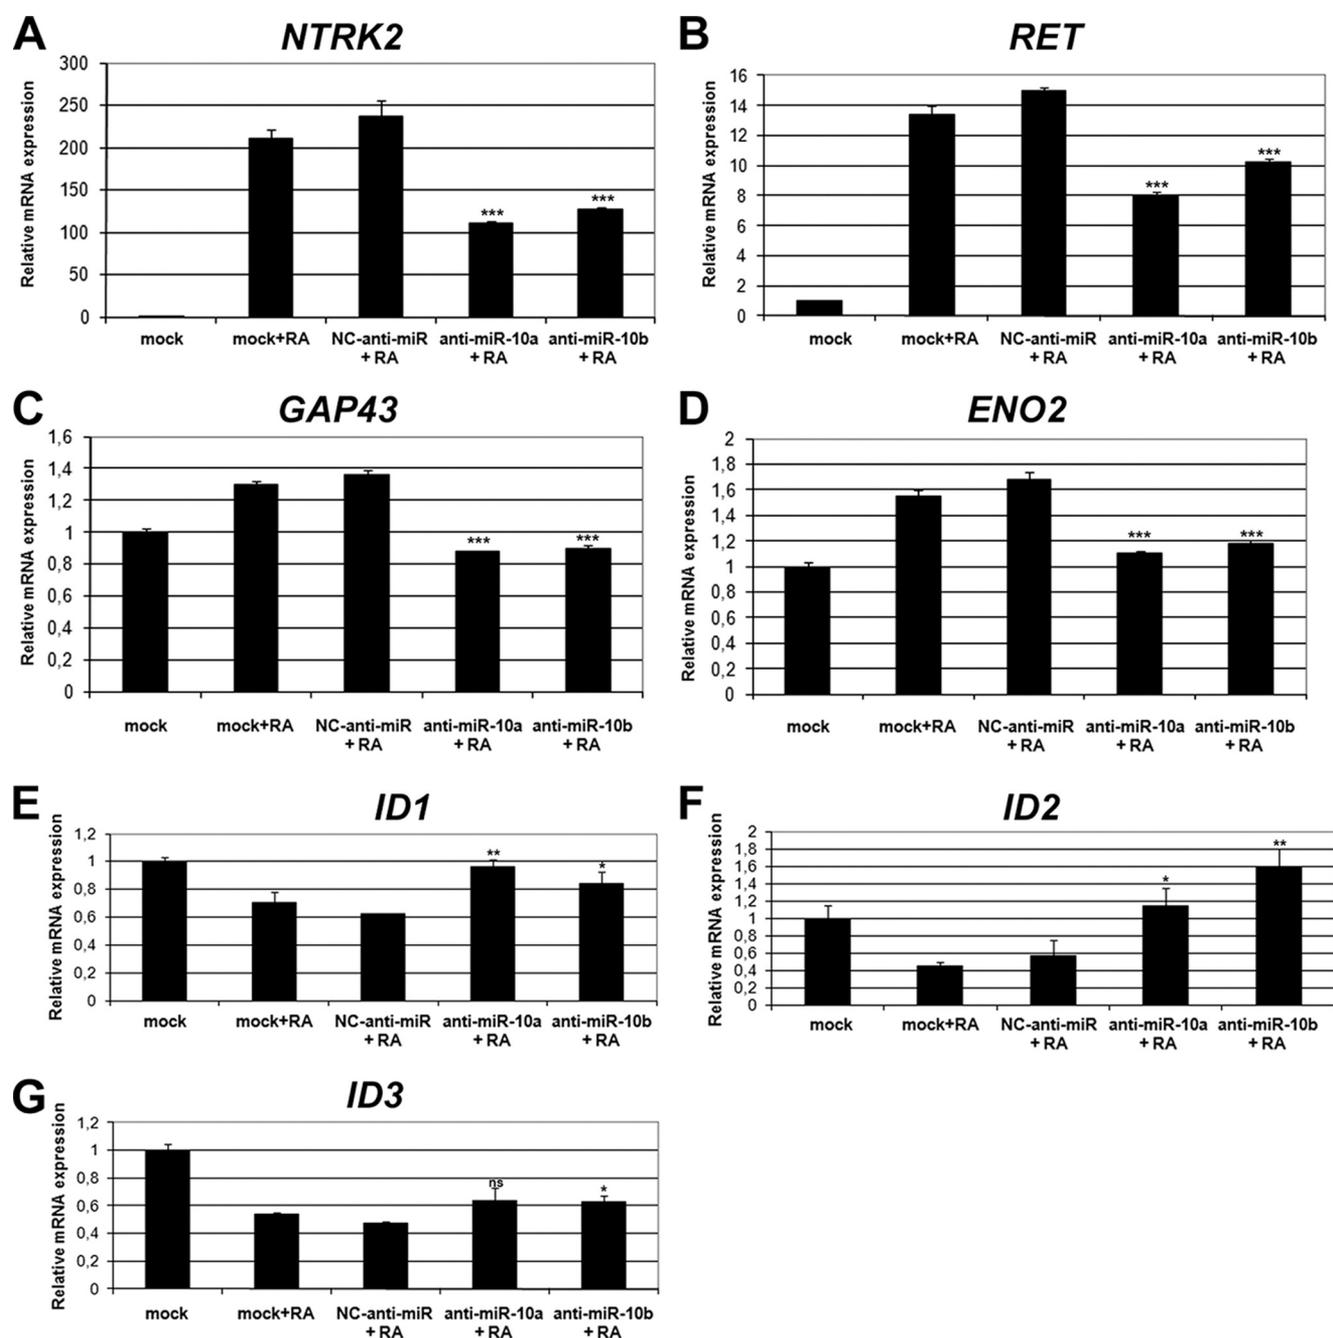 A
NTRK2
Relative mRNA expression
300
250
200
150
100
50
0
***
***
mock
mock+RA
NC-anti-miR
+ RA
anti-miR-10a
+ RA
anti-miR-10b
+ RA
B
RET
Relative mRNA expression
16
14
12
10
8
6
4
2
0
***
***
mock
mock+RA
NC-anti-miR
+ RA
anti-miR-10a
+ RA
anti-miR-10b
+ RA
C
GAP43
Relative mRNA expression
1,6
1,4
1,2
1
0,8
0,6
0,4
0,2
0
***
***
mock
mock+RA
NC-anti-miR
+ RA
anti-miR-10a
+ RA
anti-miR-10b
+ RA
D
ENO2
Relative mRNA expression
2
1,8
1,6
1,4
1,2
1
0,8
0,6
0,4
0,2
0
***
***
mock
mock+RA
NC-anti-miR
+ RA
anti-miR-10a
+ RA
anti-miR-10b
+ RA
E
ID1
Relative mRNA expression
1,2
1
0,8
0,6
0,4
0,2
0
**
*
mock
mock+RA
NC-anti-miR
+ RA
anti-miR-10a
+ RA
anti-miR-10b
+ RA
F
ID2
Relative mRNA expression
2
1,8
1,6
1,4
1,2
1
0,8
0,6
0,4
0,2
0
*
**
mock
mock+RA
NC-anti-miR
+ RA
anti-miR-10a
+ RA
anti-miR-10b
+ RA
G
ID3
Relative mRNA expression
1,2
1
0,8
0,6
0,4
0,2
0
ns
*
mock
mock+RA
NC-anti-miR
+ RA
anti-miR-10a
+ RA
anti-miR-10b
+ RA